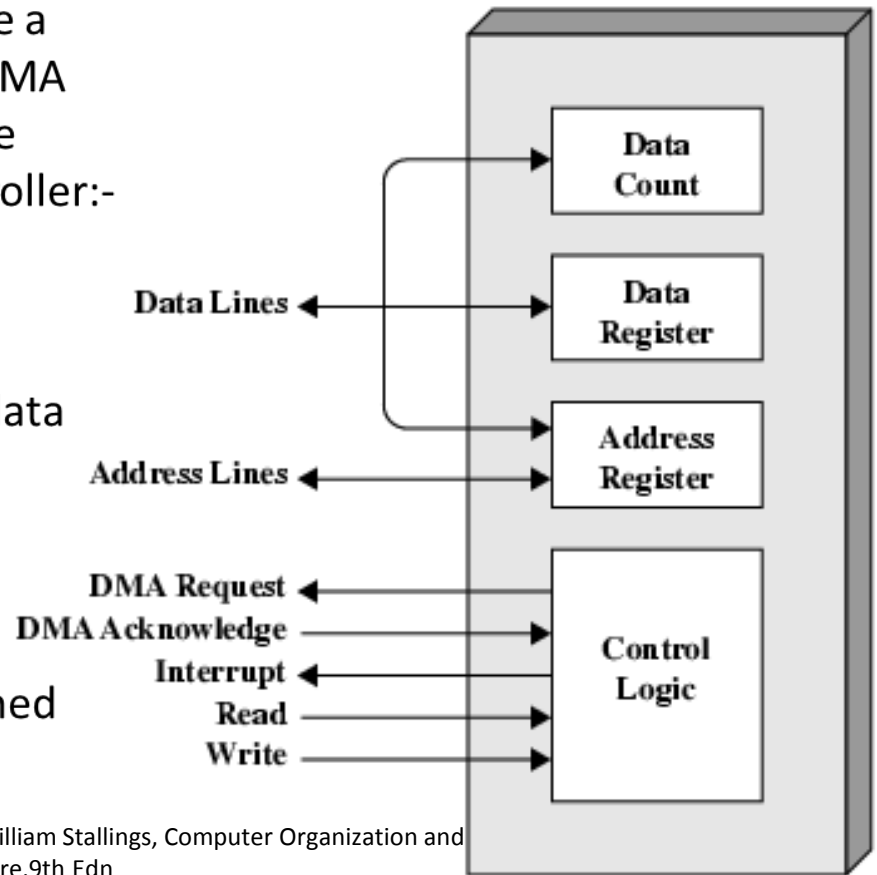 e a
MA
e
oller:-
ata
ned
Data
Count
Data Lines
Data
Register
Address Lines
Address
Register
DMA Request
DMA Acknowledge
Interrupt
Read
Write
Control
Logic
illiam Stallings, Computer Organization and
re,9th Edn